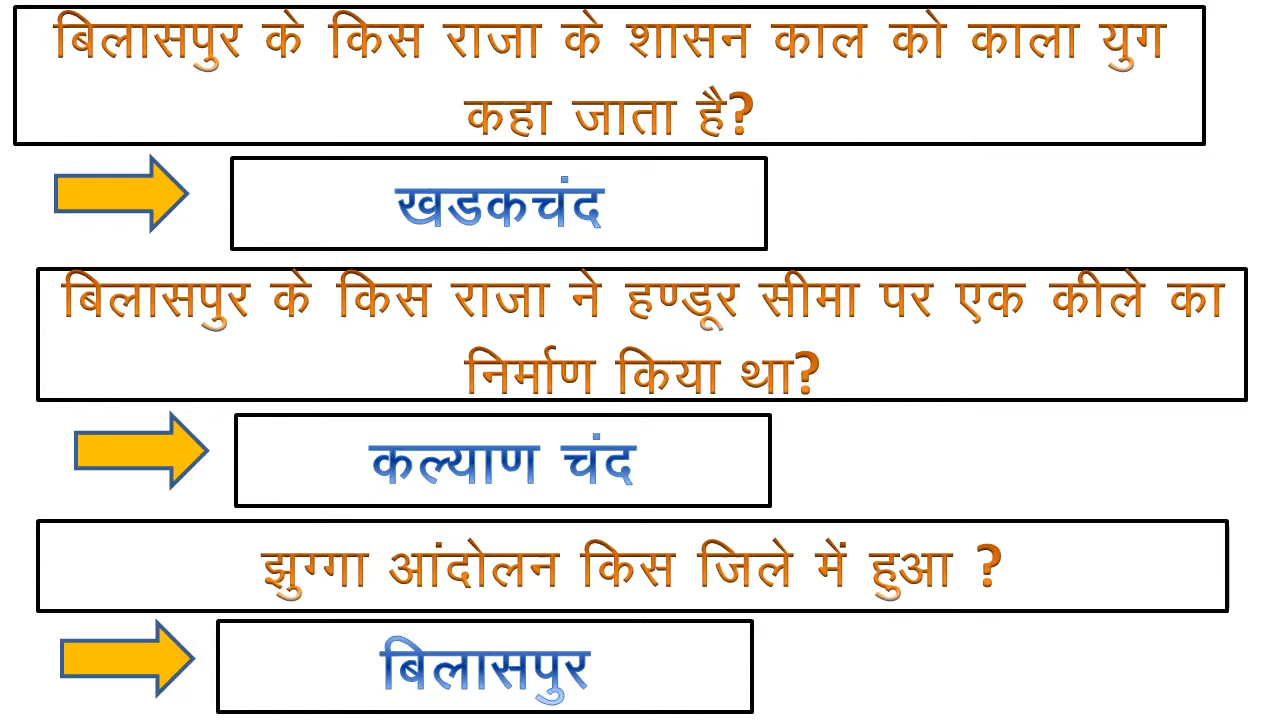 बिलासपुर के किस राजा के शासन काल को काला युग
कहा जाता है?
खडकचंद
बिलासपुर के किस राजा ने हण्डूर सीमा पर एक कीले का
निर्माण किया था?
कल्याण चंद
झुग्गा आंदोलन किस जिले में हुआ ?
बिलासपुर